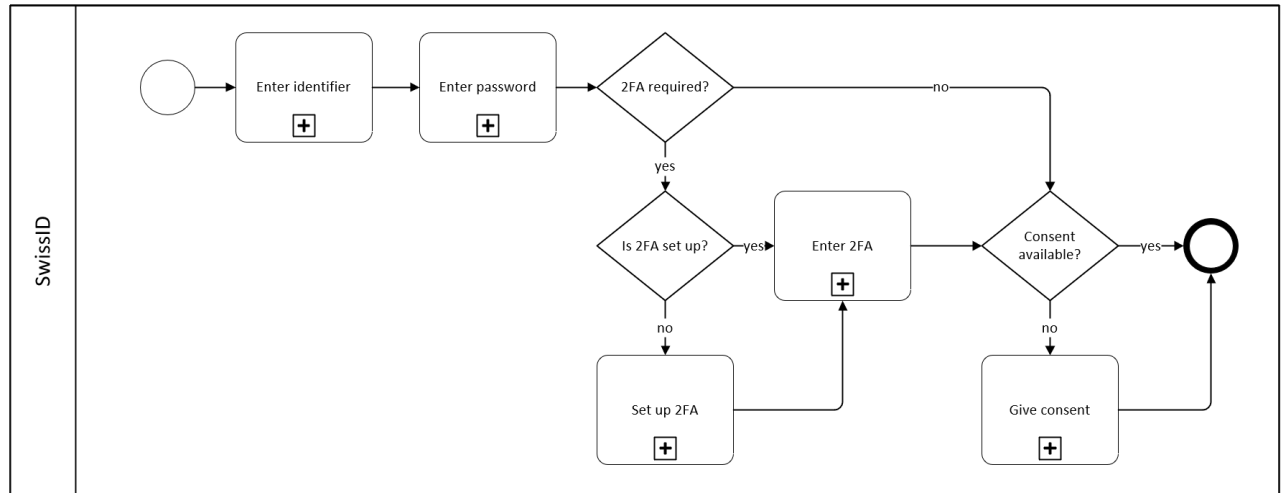 SwissID
Enter identifier
Enter password
2FA required?
no
yes
Is 2FA set up?
yes
Enter 2FA
Consent
available?
yes
no
no
Set up 2FA
Give consent